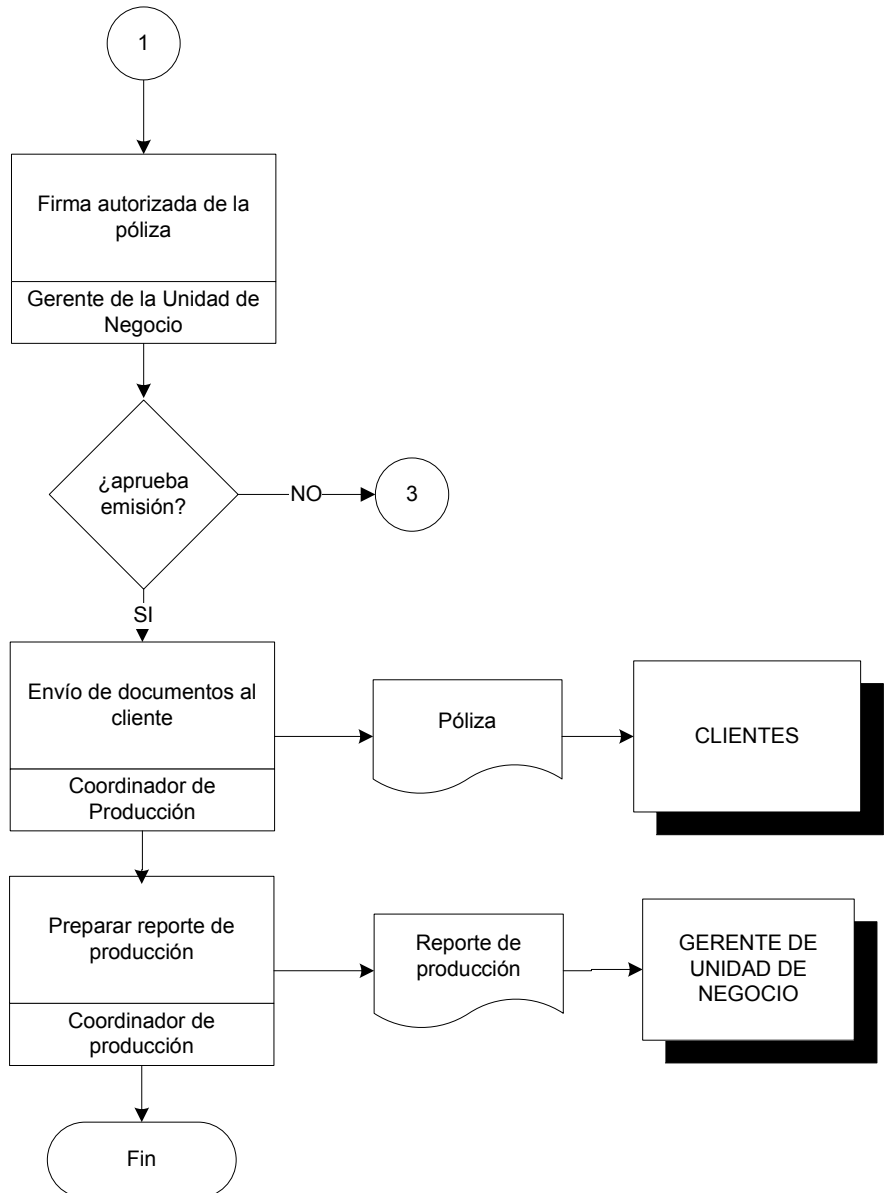 1
Firma autorizada de la
póliza
Gerente de la Unidad de
Negocio
¿aprueba
emisión?
NO
3
SI
Envío de documentos al
cliente
Coordinador de
Producción
Póliza
CLIENTES
Preparar reporte de
producción
Coordinador de
producción
Reporte de
producción
GERENTE DE
UNIDAD DE
NEGOCIO
Fin